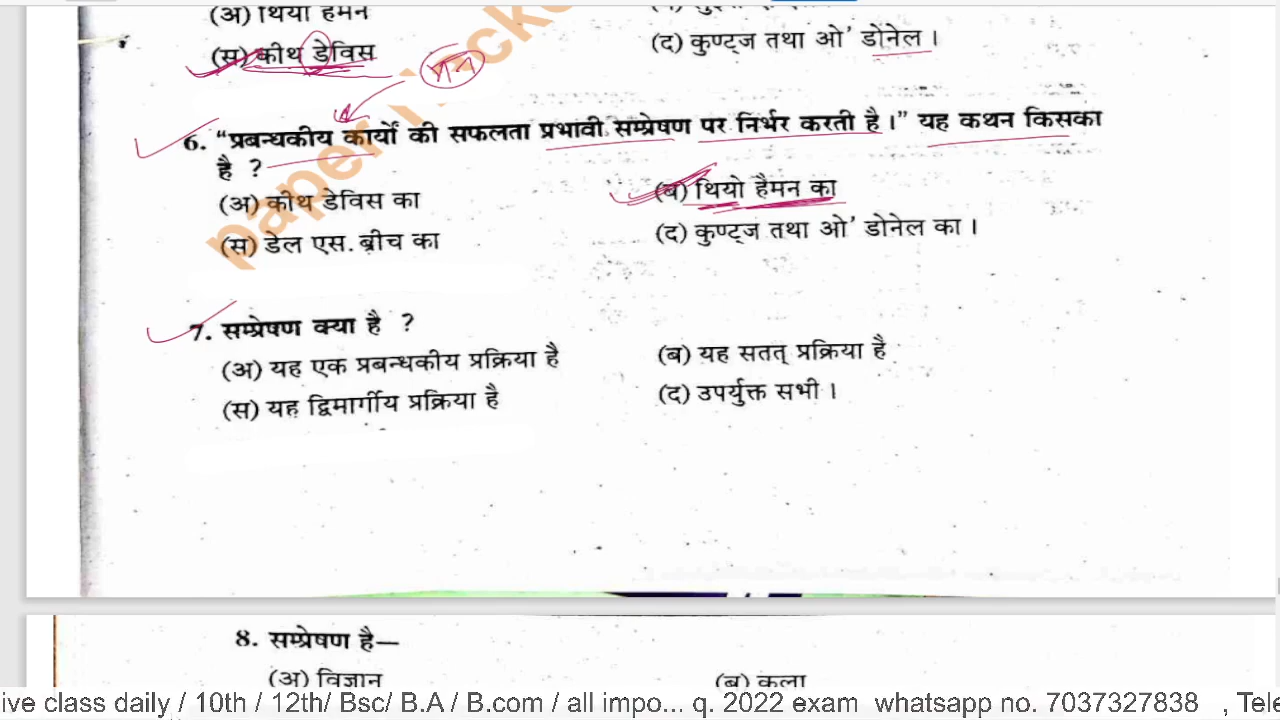 (अ) थियो हैमन
(स) कीथ डेविस
(द) कुण्ट्ज तथा ओ’ डोनेल ।
6. “प्रबन्धकीय कार्यों की सफलता प्रभावी सम्प्रेषण पर निर्भर करती है ।” यह कथन किसका
है ?
(अ) कीथ डेविस का
(ब) थियो हैमन का
(स) डेल एस. ब्रीच का
(द) कुण्ट्ज तथा ओ’ डोनेल का ।
7. सम्प्रेषण क्या है ?
(अ) यह एक प्रबन्धकीय प्रक्रिया है
(ब) यह सतत् प्रक्रिया है
(स) यह द्विमार्गीय प्रक्रिया है
(द) उपर्युक्त सभी ।
8. सम्प्रेषण है—
(अ) विज्ञान
(ब) कला
ive class daily / 10th / 12th/ Bsc/ B.A / B.com / all impo... q. 2022 exam whatsapp no. 7037327838 , Tele